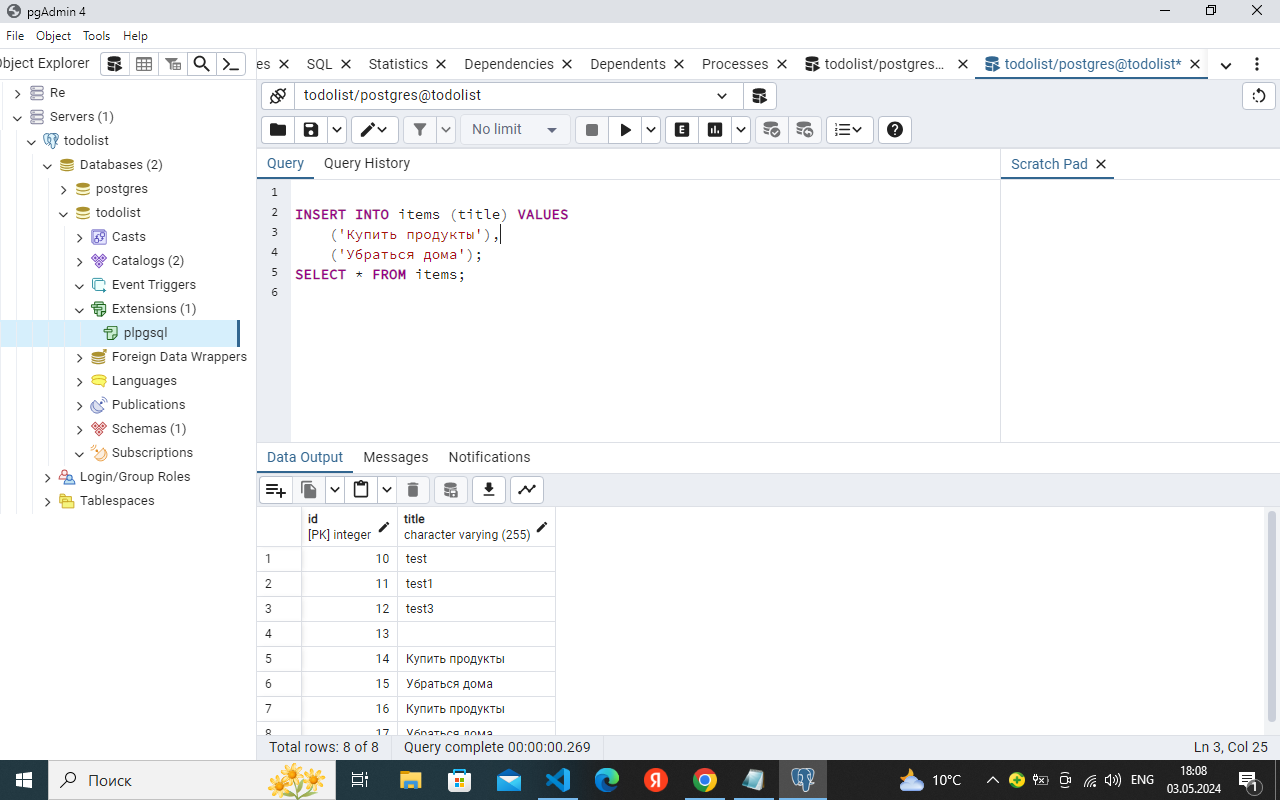 pgAdmin 4
File Object Tools Help
Object Explorer
es SQL Statistics Dependencies Dependents Processes todolist/postgres... todolist/postgres@todolist*
Re
Servers (1)
todolist
Databases (2)
postgres
todolist
Casts
Catalogs (2)
Event Triggers
Extensions (1)
plpgsql
Foreign Data Wrappers
Languages
Publications
Schemas (1)
Subscriptions
Login/Group Roles
Tablespaces
todolist/postgres@todolist
No limit
E
Query Query History
Scratch Pad
1
2 INSERT INTO items (title) VALUES
3 ('Купить продукты'),
4 ('Убраться дома');
5 SELECT * FROM items;
6
Data Output Messages Notifications
id title
[PK] integer character varying (255)
1 10 test
2 11 test1
3 12 test3
4 13
5 14 Купить продукты
6 15 Убраться дома
7 16 Купить продукты
8 17 Убраться дома
Total rows: 8 of 8 Query complete 00:00:00.269 Ln 3, Col 25
Поиск
Я
10°C
ENG
18:08
03.05.2024
1